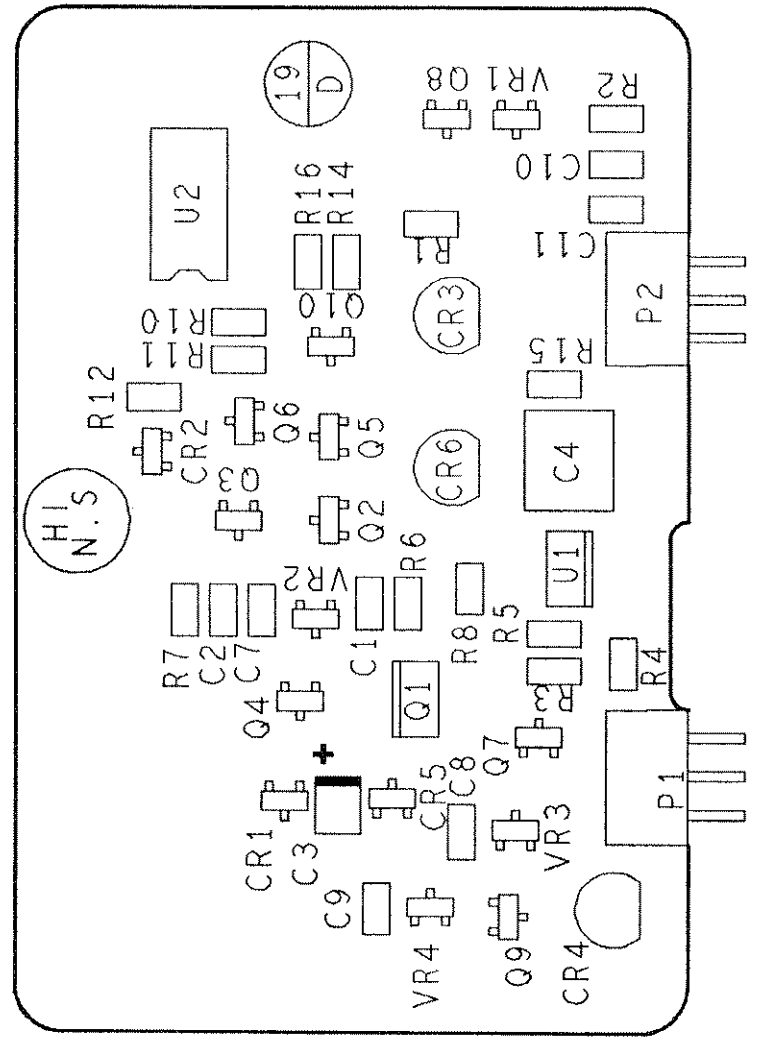 19
D
Q8
VR1
R2
U2
R16
R14
C10
R1
C11
Q10
R10
R11
CR3
P2
R12
R15
CR2
Q6
Q5
CR6
C4
Q3
HI
N.S
Q2
VR2
R6
U1
R7
C2
C7
C1
R8
R5
Q4
Q1
R3
R4
+
Q7
CR5
C8
P1
CR1
C3
VR3
C9
VR4
Q9
CR4